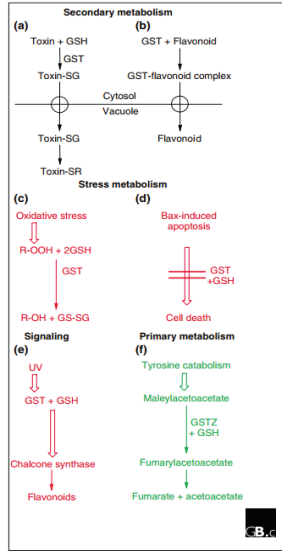 Secondary metabolism
(a)
(b)
Toxin + GSH
GST + Flavonoid
GST
Toxin-SG
GST-flavonoid complex
Cytosol
Vacuole
Toxin-SG
Flavonoid
Toxin-SR
Stress metabolism
(c)
(d)
Oxidative stress
Bax-induced
apoptosis
R-OOH + 2GSH
GST
GST
+GSH
R-OH + GS-SG
Cell death
Signaling
Primary metabolism
(e)
(f)
UV
Tyrosine catabolism
GST + GSH
Maleylacetoacetate
GSTZ
+ GSH
Chalcone synthase
Fumarylacetoacetate
Flavonoids
Fumarate + acetoacetate
GB.c